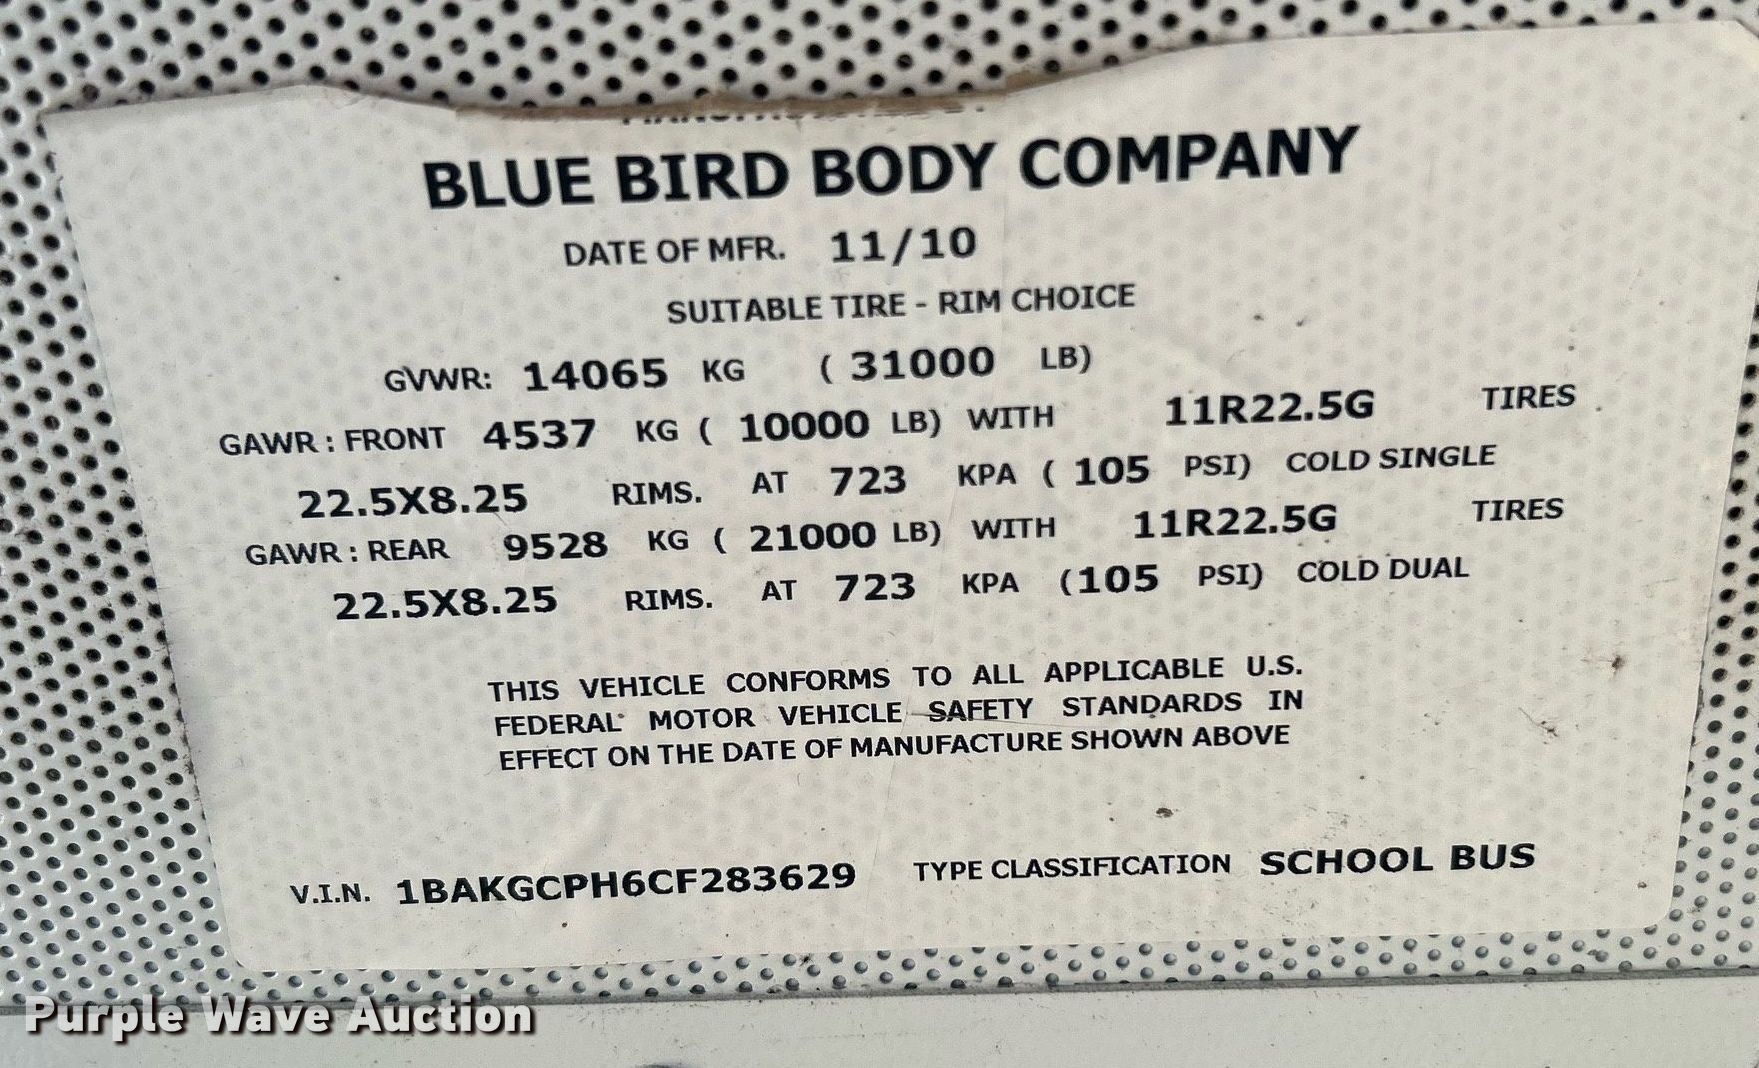 BLUE BIRD BODY COMPANY
DATE OF MFR. 11/10
SUITABLE TIRE - RIM CHOICE
GVWR: 14065 KG ( 31000 LB)
GAWR : FRONT 4537 KG ( 10000 LB) WITH 11R22.5G TIRES
22.5X8.25 RIMS. AT 723 KPA ( 105 PSI) COLD SINGLE
GAWR : REAR 9528 KG ( 21000 LB) WITH 11R22.5G TIRES
22.5X8.25 RIMS. AT 723 KPA (105 PSI) COLD DUAL
THIS VEHICLE CONFORMS TO ALL APPLICABLE U.S.
FEDERAL MOTOR VEHICLE SAFETY STANDARDS IN
EFFECT ON THE DATE OF MANUFACTURE SHOWN ABOVE
V.I.N. 1BAKGCPH6CF283629 TYPE CLASSIFICATION SCHOOL BUS
Purple Wave Auction